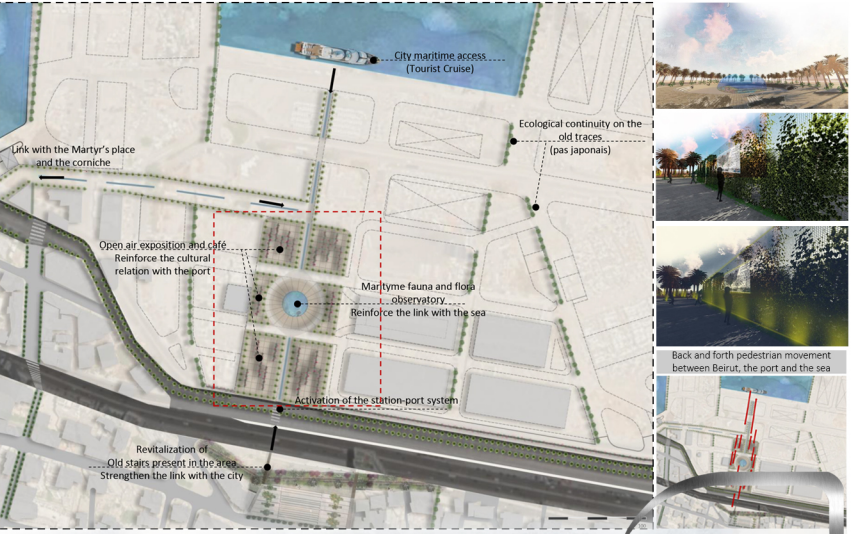 City maritime access
(Tourist Cruise)
Ecological continuity on the
old traces
(pas japonais)
Link with the Martyr's place
and the corniche
Open air exposition and café
Reinforce the cultural
relation with the port
Marityme fauna and flora
observatory
Reinforce the link with the sea
Activation of the station-port system
Revitalization of
Old stairs present in the area
Strengthen the link with the city
Back and forth pedestrian movement
between Beirut, the port and the sea